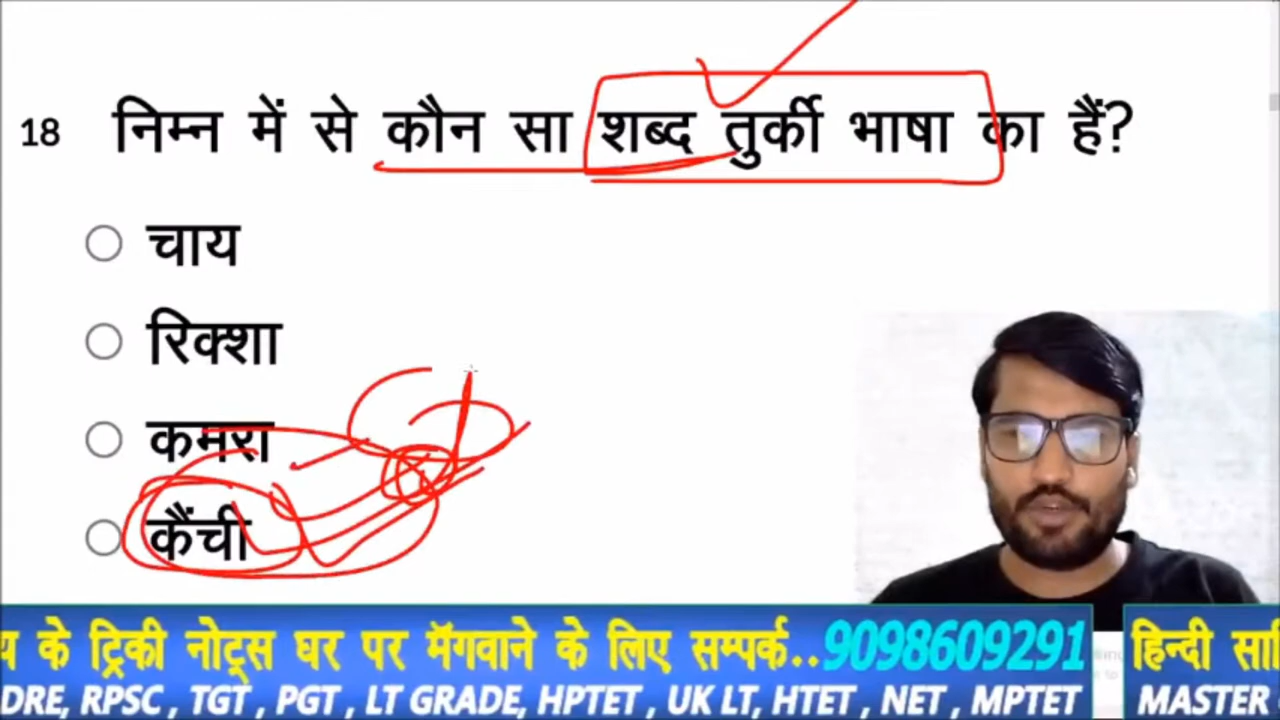 18 निम्न में से कौन सा शब्द तुर्की भाषा का हैं?
चाय
रिक्शा
कमरा
कैंची
के ट्रिकी नोट्स घर पर मँगवाने के लिए सम्पर्क..9098609291 हिन्दी
DRE, RPSC , TGT , PGT , LT GRADE, HPTET , UK LT, HTET , NET , MPTET MASTER